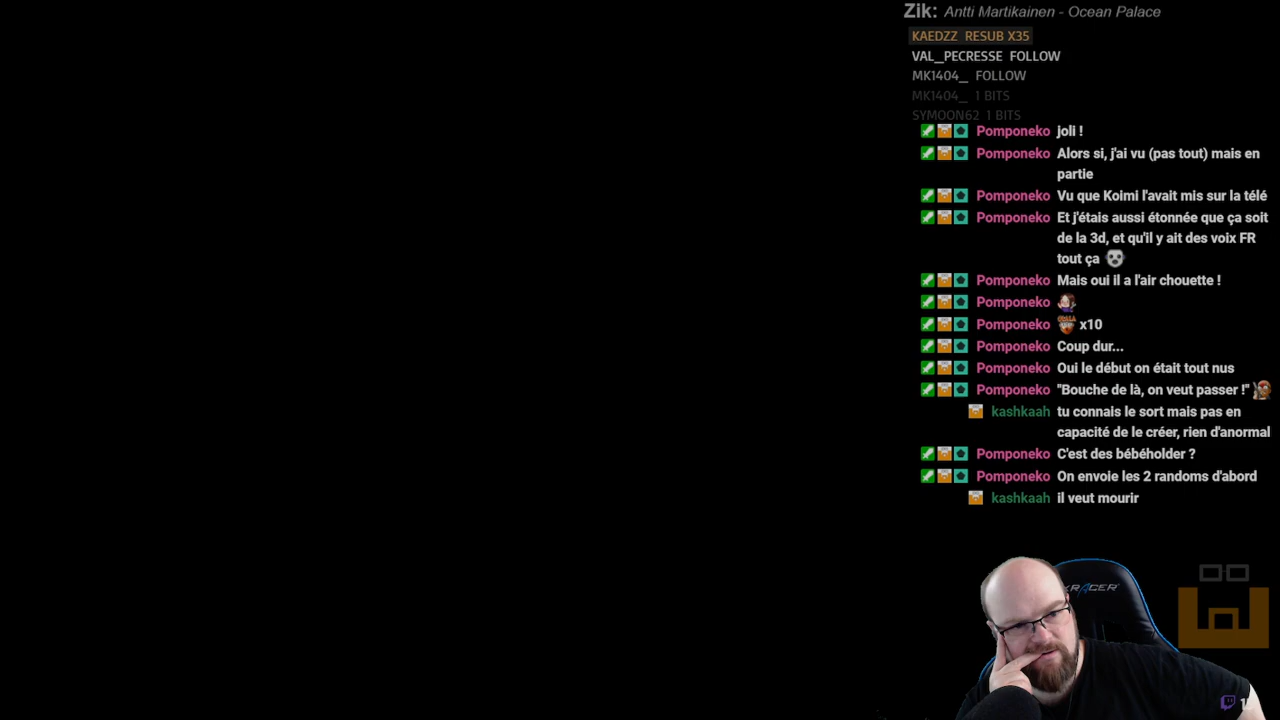 Zik: Antti Martikainen - Ocean Palace
KAEDZZ RESUB X35
VAL_PECRESSE FOLLOW
MK1404_ FOLLOW
MK1404_ 1 BITS
SYMOON62 1 BITS
Pomponeko joli !
Pomponeko Alors si, j'ai vu (pas tout) mais en
partie
Pomponeko Vu que Koimi l'avait mis sur la télé
Pomponeko Et j'étais aussi étonnée que ça soit
de la 3d, et qu'il y ait des voix FR
tout ça
Pomponeko Mais oui il a l'air chouette !
Pomponeko
Pomponeko x10
Pomponeko Coup dur...
Pomponeko Oui le début on était tout nus
Pomponeko "Bouche de là, on veut passer !"
kashkaah tu connais le sort mais pas en
capacité de le créer, rien d'anormal
Pomponeko C'est des bébéholder ?
Pomponeko On envoie les 2 randoms d'abord
kashkaah il veut mourir